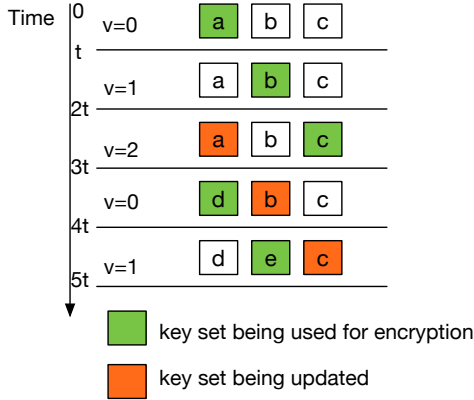 Time 0
v=0 a b c
t
v=1 a b c
2t
v=2 a b c
3t
v=0 d b c
4t
v=1 d e c
5t
key set being used for encryption
key set being updated